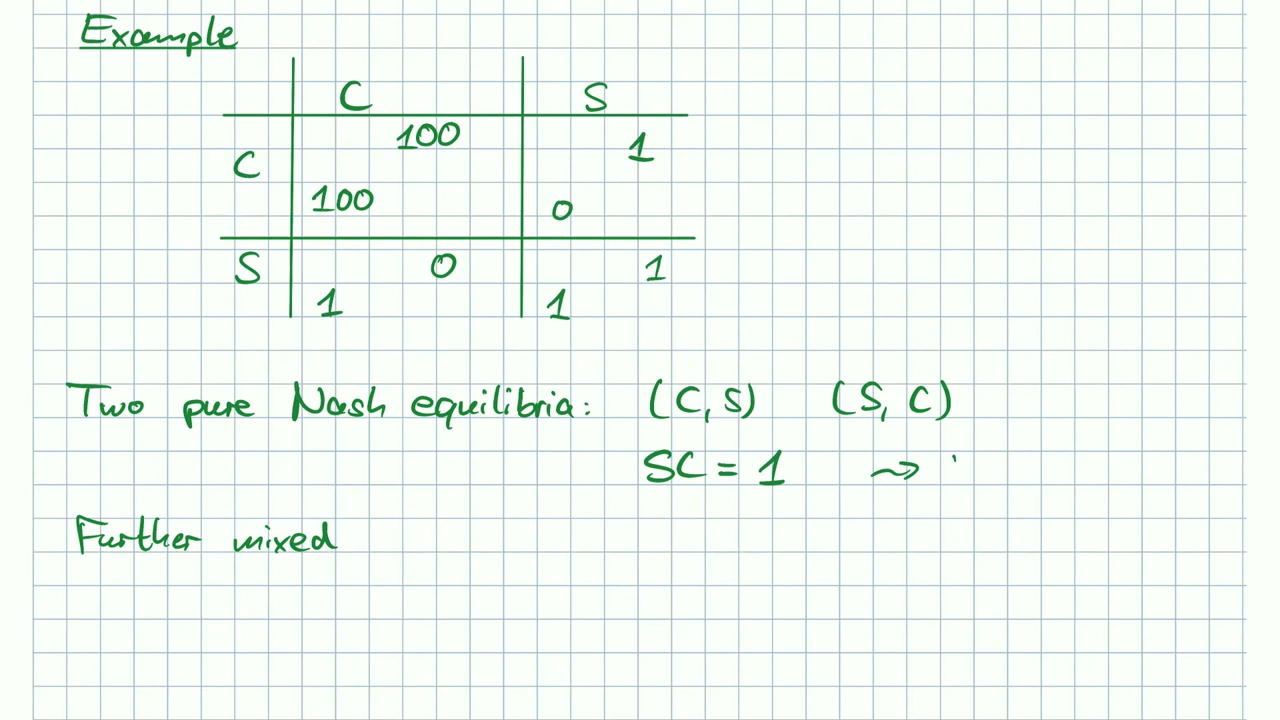 Example
C S
100 1
C
100 0
S 0 1
1 1
Two pure Nash equilibria: (C, S) (S, C)
SC = 1 ⇝
Further mixed